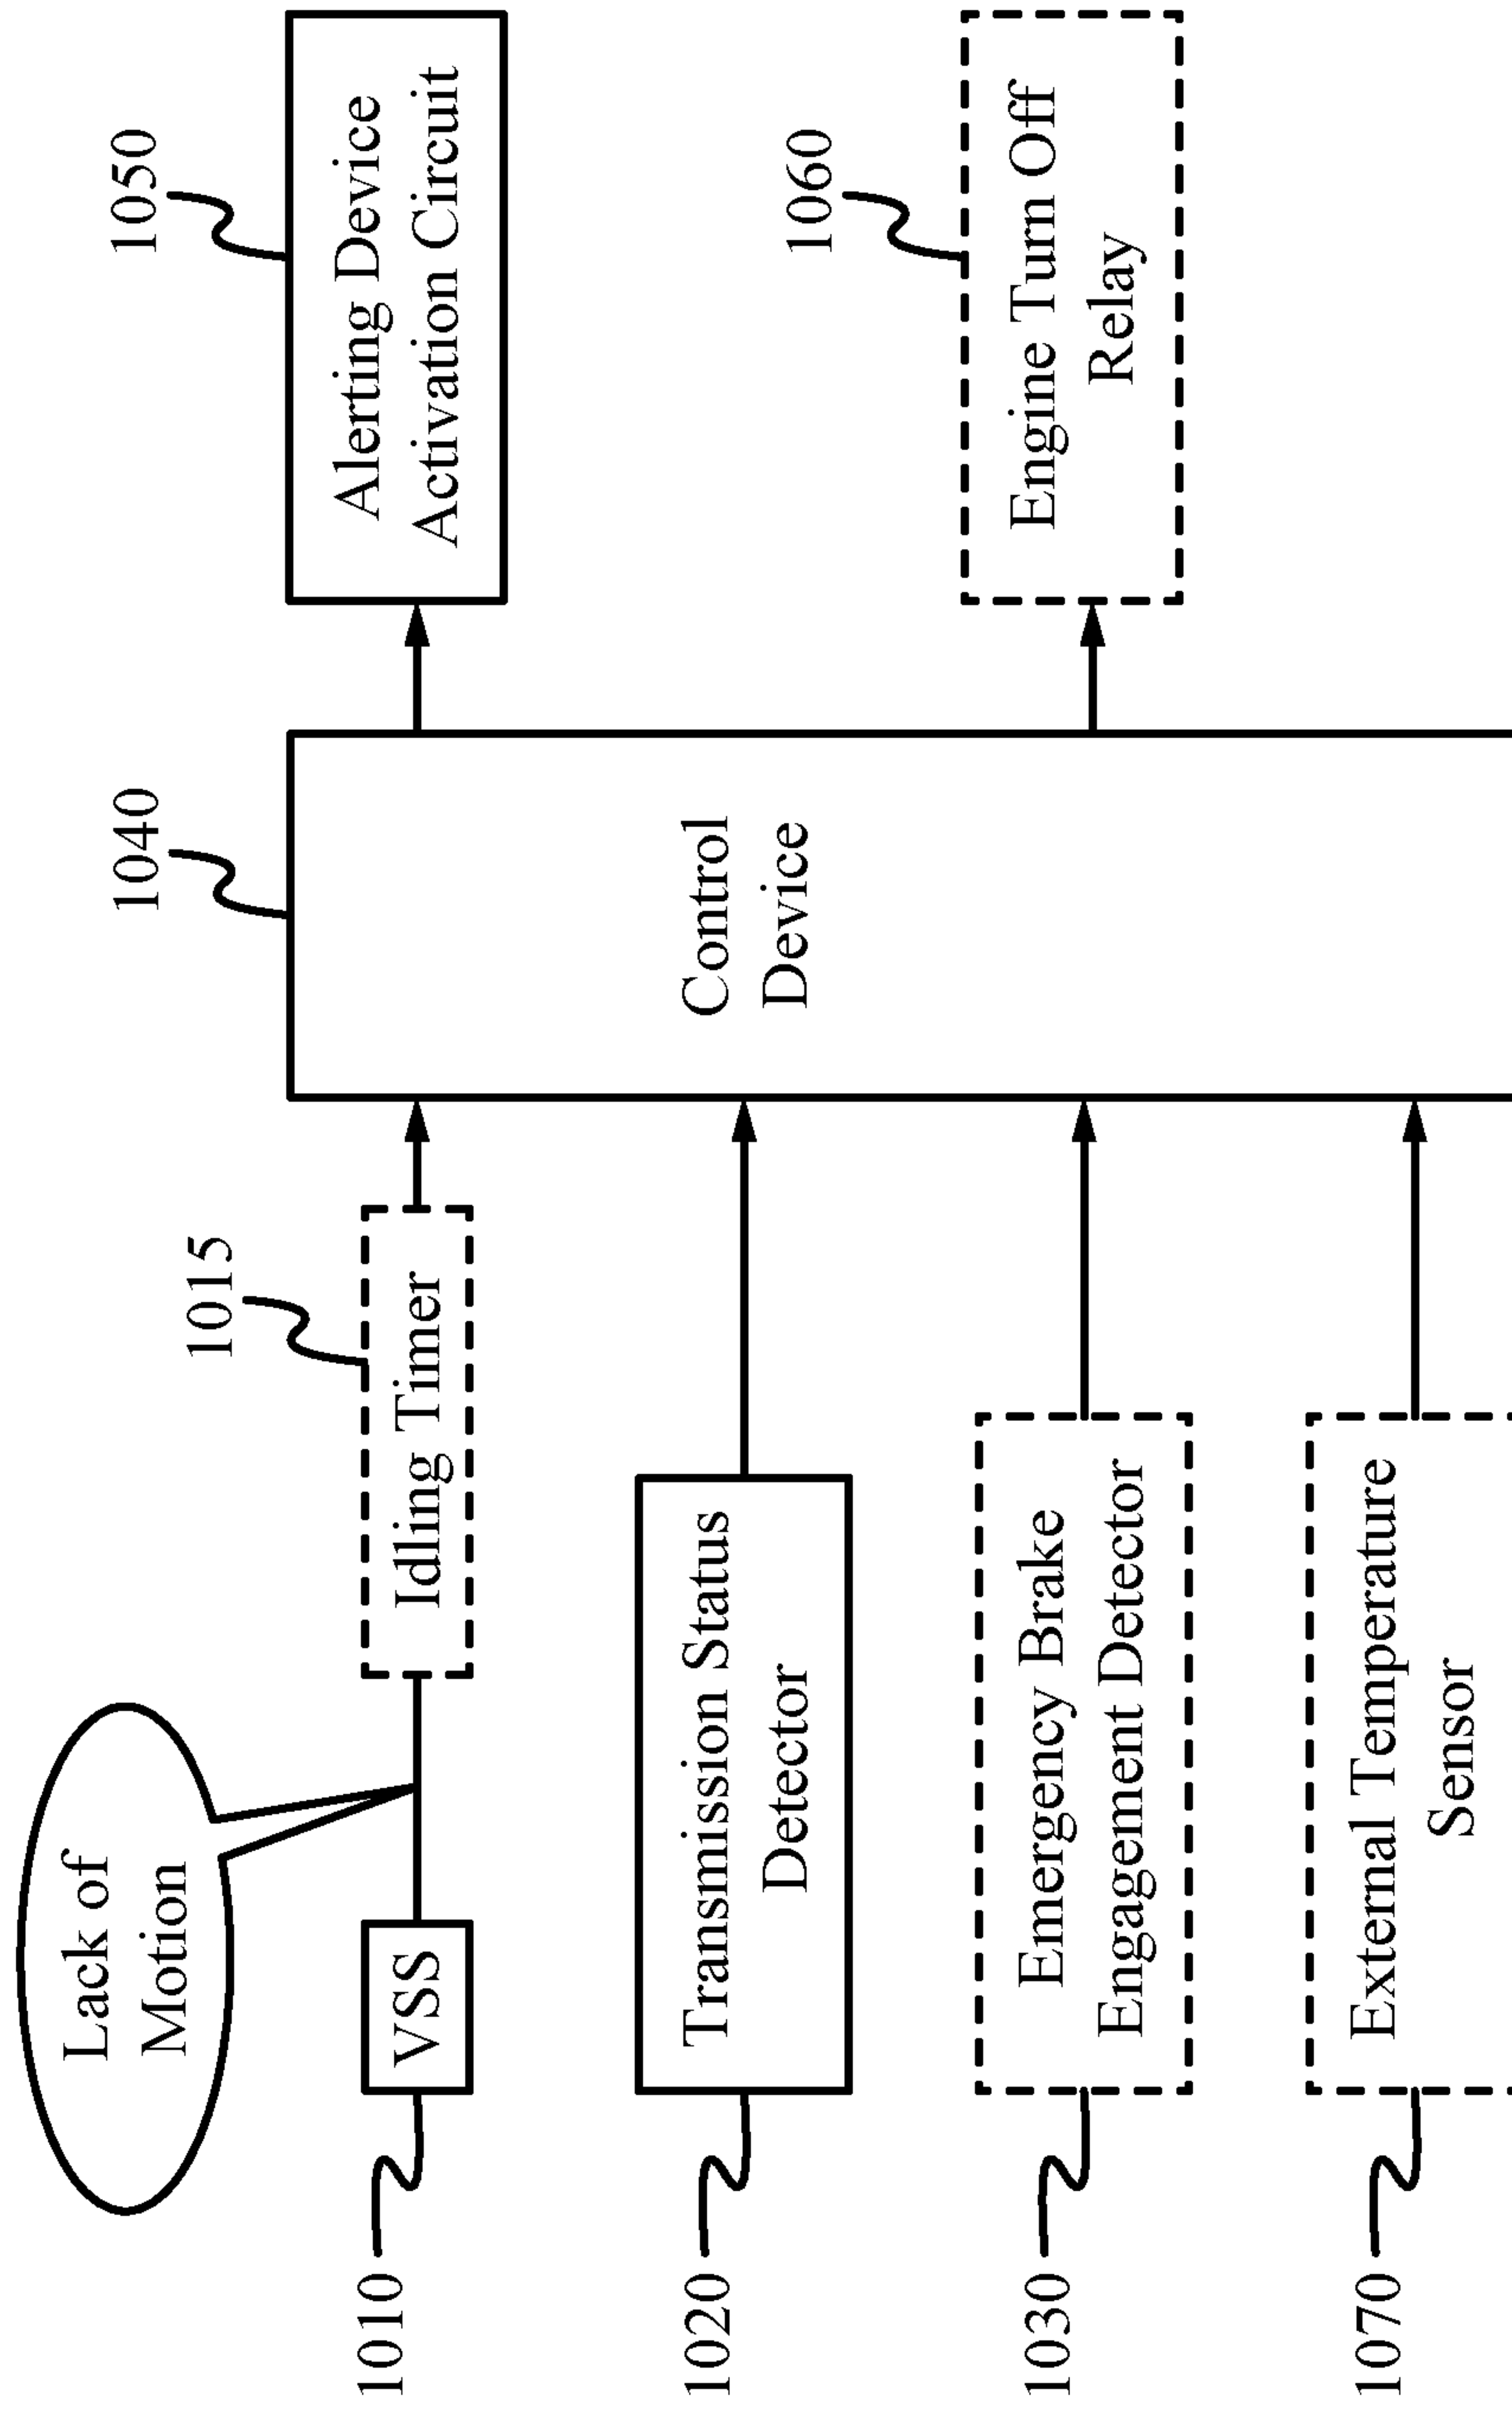 Lack of
Motion
1010
VSS
1015
Idling Timer
1020
Transmission Status
Detector
1030
Emergency Brake
Engagement Detector
1070
External Temperature
Sensor
1040
Control
Device
1050
Alerting Device
Activation Circuit
1060
Engine Turn Off
Relay